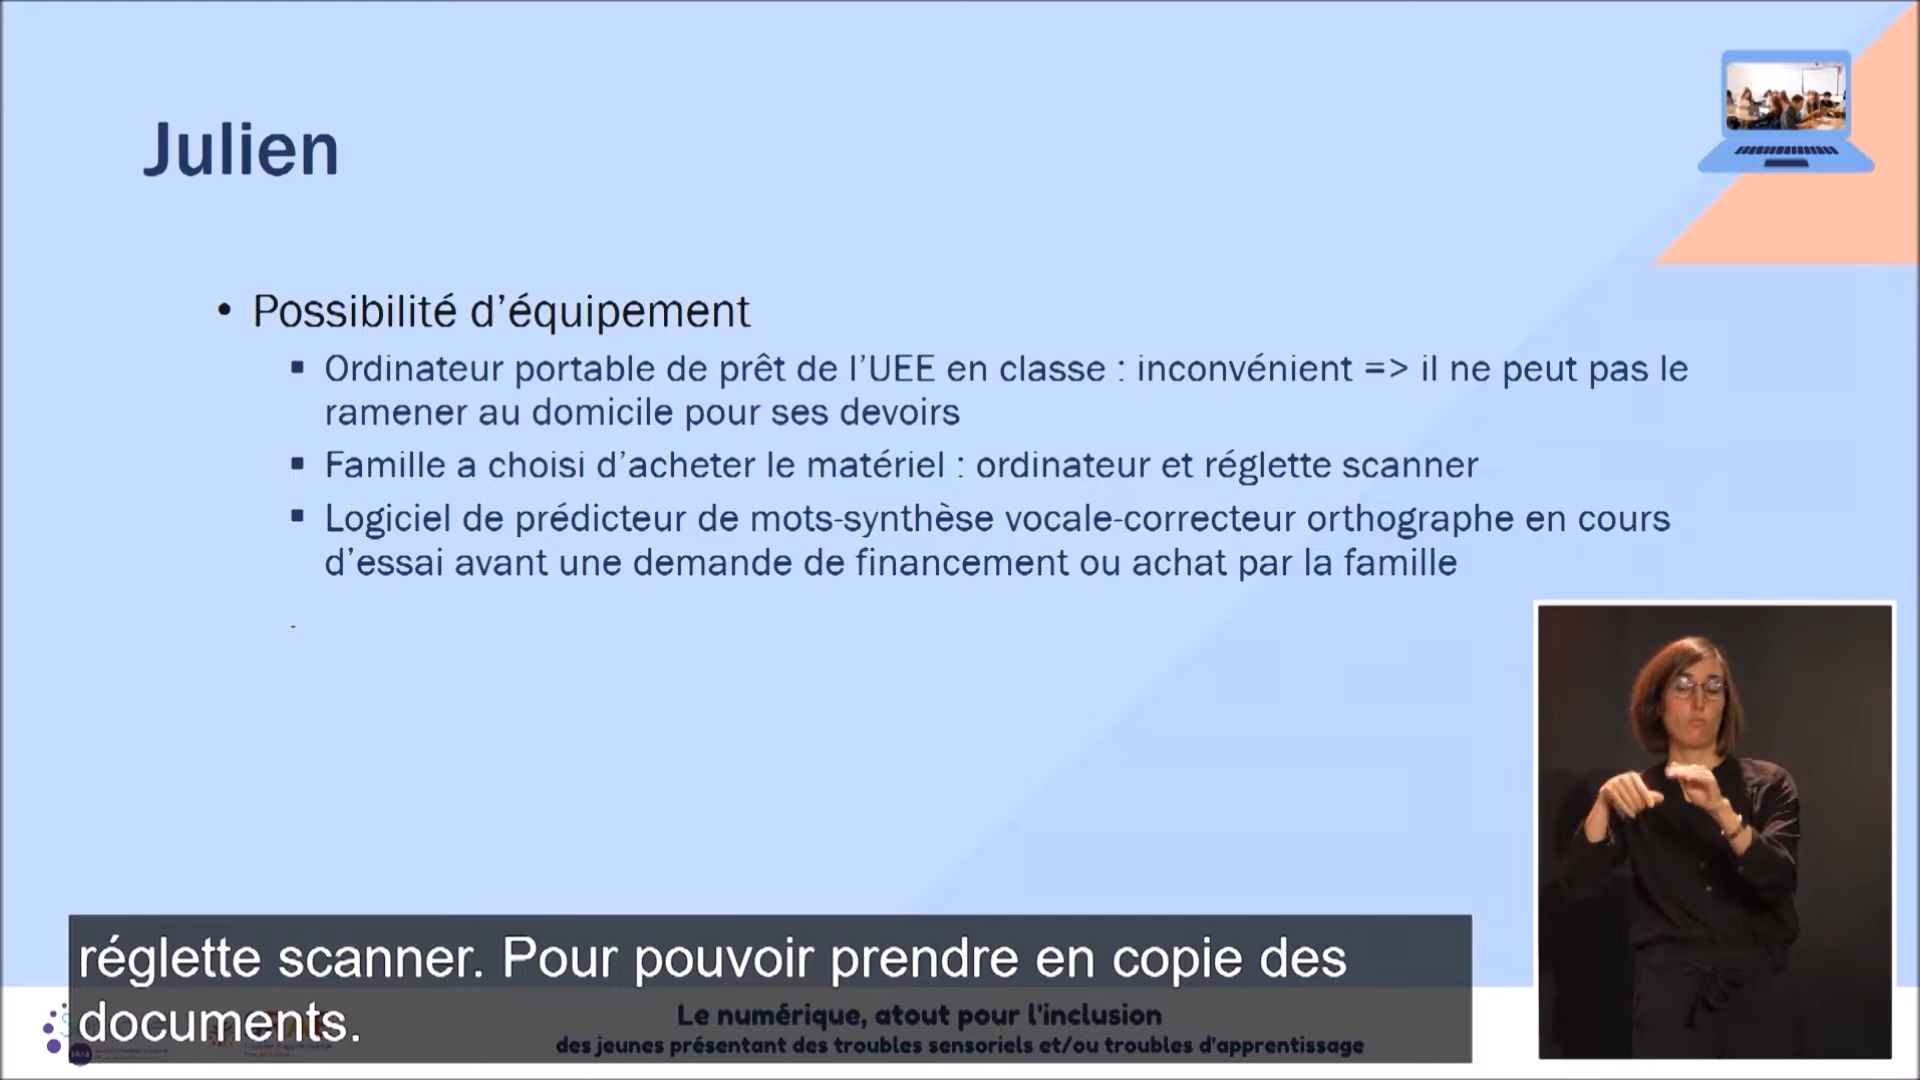 Julien
• Possibilité d’équipement
▪ Ordinateur portable de prêt de l’UEE en classe : inconvénient => il ne peut pas le
ramener au domicile pour ses devoirs
▪ Famille a choisi d’acheter le matériel : ordinateur et réglette scanner
▪ Logiciel de prédicteur de mots-synthèse vocale-correcteur orthographe en cours
d’essai avant une demande de financement ou achat par la famille
-
réglette scanner. Pour pouvoir prendre en copie des
documents.
Le numérique, atout pour l'inclusion
des jeunes présentant des troubles sensoriels et/ou troubles d'apprentissage